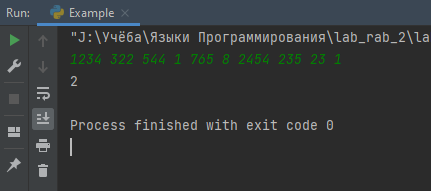 Run: Example
"J:\Учёба\Языки Программирования\lab_rab_2\la
1234 322 544 1 765 8 2454 235 23 1
2
Process finished with exit code 0